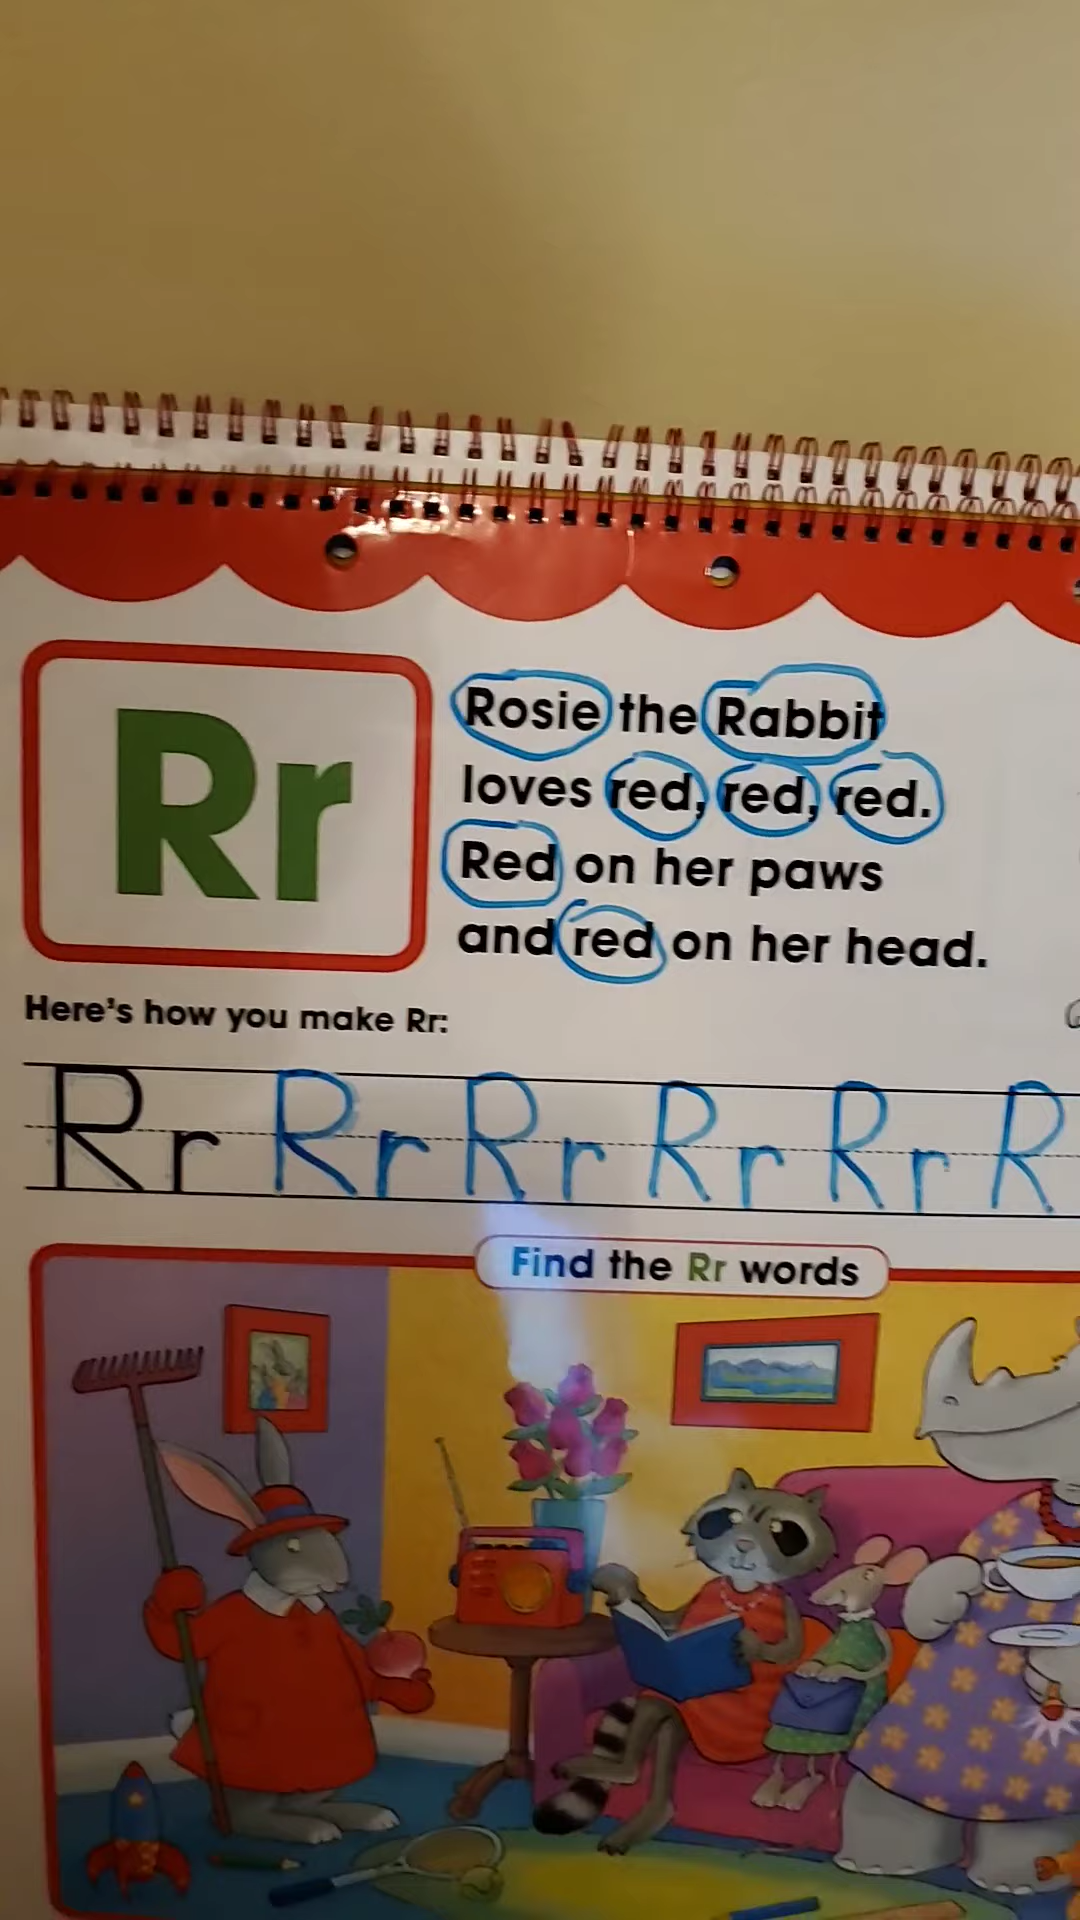 Rr
Rosie the Rabbit
loves red, red, red.
Red on her paws
and red on her head.
Here's how you make Rr:
Rr Rr Rr Rr Rr R
Find the Rr words